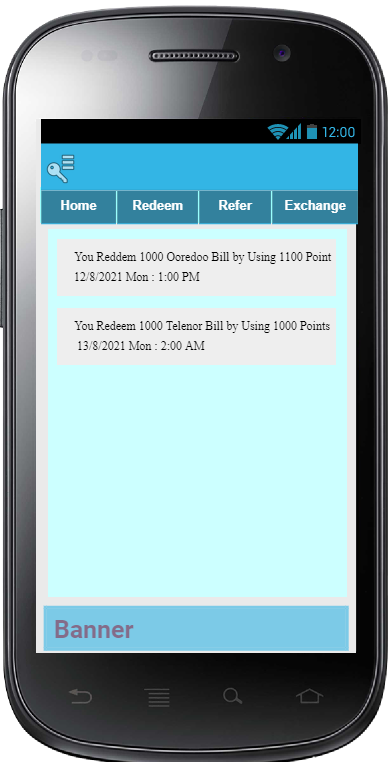 12:00
Home Redeem Refer Exchange
You Reddem 1000 Ooredoo Bill by Using 1100 Point
12/8/2021 Mon : 1:00 PM
You Redeem 1000 Telenor Bill by Using 1000 Points
13/8/2021 Mon : 2:00 AM
Banner